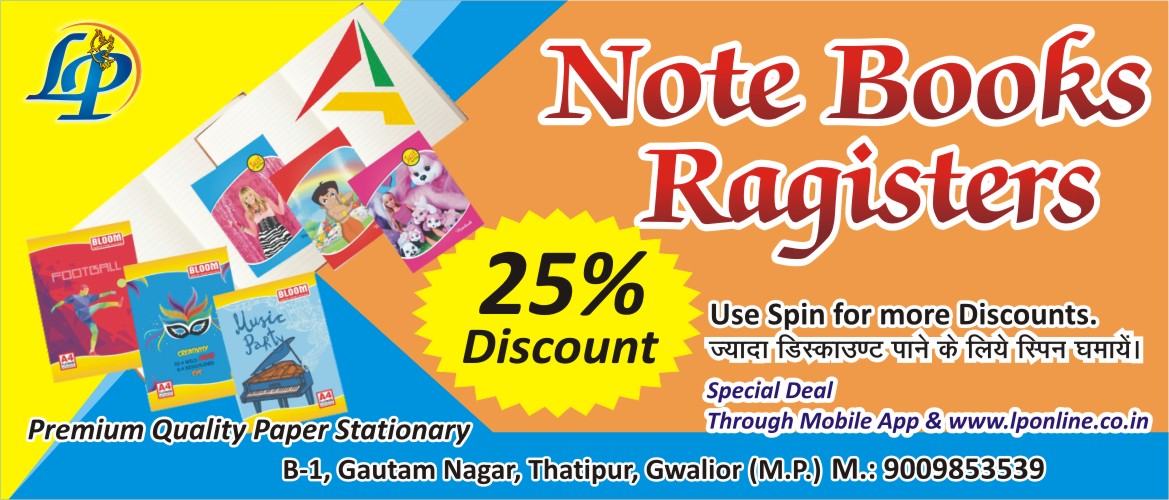 LP
Note Books
Ragisters
BLOOM
FOOTBALL
A4
BLOOM
CREATIVITY
A4
BLOOM
Music
Party
A4
25%
Discount
Use Spin for more Discounts.
ज्यादा डिस्काउण्ट पाने के लिये स्पिन घमायें।
Special Deal
Through Mobile App & www.lponline.co.in
Premium Quality Paper Stationary
B-1, Gautam Nagar, Thatipur, Gwalior (M.P.) M.: 9009853539